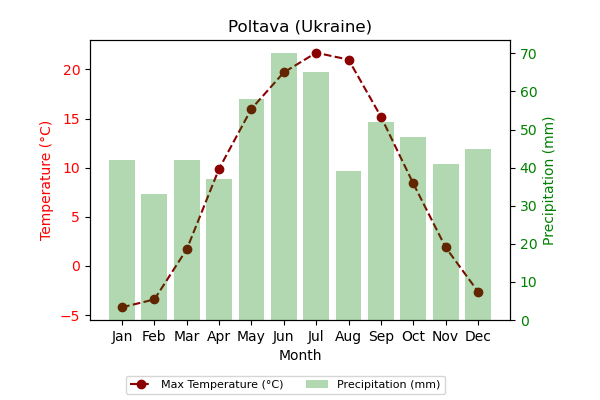 Poltava (Ukraine)
Temperature (°C)
20
15
10
5
0
−5
70
60
50
40
30
20
10
0
Precipitation (mm)
Jan Feb Mar Apr May Jun Jul Aug Sep Oct Nov Dec
Month
Max Temperature (°C) Precipitation (mm)